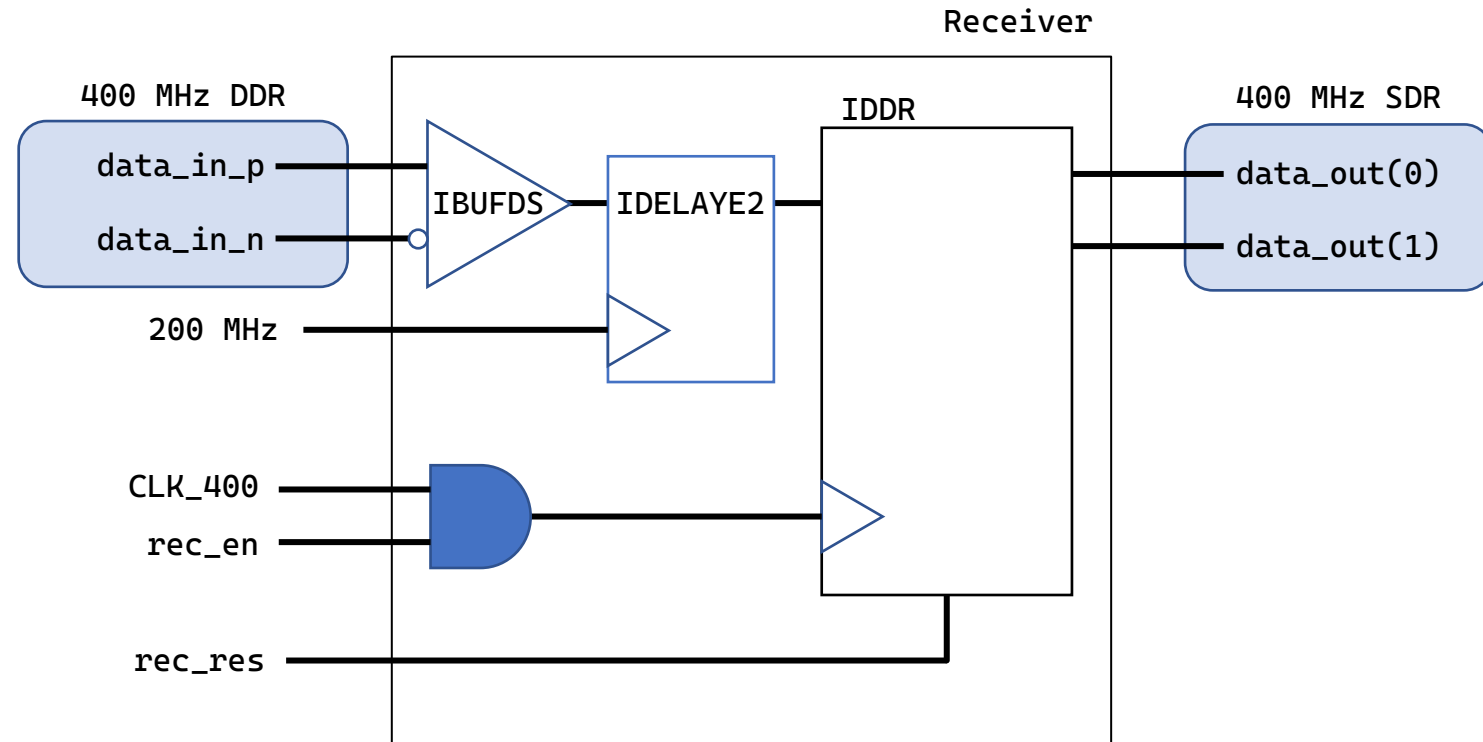 Receiver
400 MHz DDR
IDDR
400 MHz SDR
data_in_p
data_out(0)
IBUFDS
IDELAYE2
data_in_n
data_out(1)
200 MHz
CLK_400
rec_en
rec_res